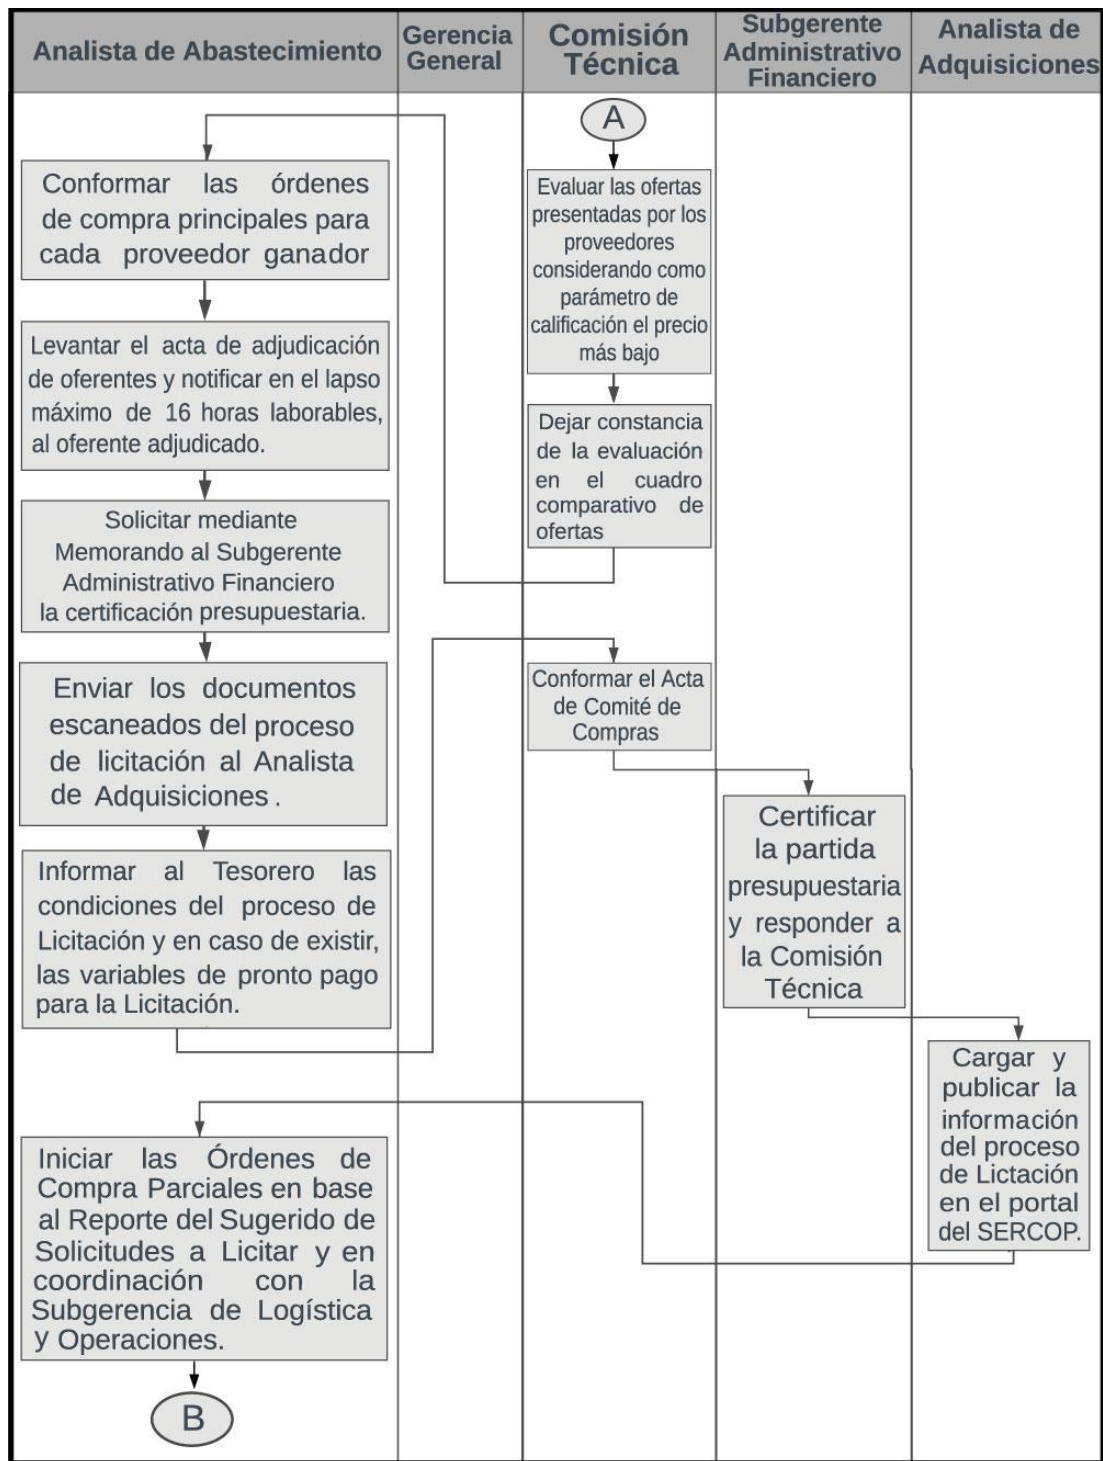 Analista de Abastecimiento
Gerencia
General
Comisión
Técnica
Subgerente
Administrativo
Financiero
Analista de
Adquisiciones
A
Evaluar las ofertas
presentadas por los
proveedores
considerando como
parámetro de
calificación el precio
más bajo
Dejar constancia
de la evaluación
en el cuadro
comparativo de
ofertas
Conformar las órdenes
de compra principales para
cada proveedor ganador
Levantar el acta de adjudicación
de oferentes y notificar en el lapso
máximo de 16 horas laborables,
al oferente adjudicado.
Solicitar mediante
Memorando al Subgerente
Administrativo Financiero
la certificación presupuestaria.
Enviar los documentos
escaneados del proceso
de licitación al Analista
de Adquisiciones .
Informar al Tesorero las
condiciones del proceso de
Licitación y en caso de existir,
las variables de pronto pago
para la Licitación.
Conformar el Acta
de Comité de
Compras
Certificar
la partida
presupuestaria
y responder a
la Comisión
Técnica
Cargar y
publicar la
información
del proceso
de Lictación
en el portal
del SERCOP.
Iniciar las Órdenes de
Compra Parciales en base
al Reporte del Sugerido de
Solicitudes a Licitar y en
coordinación con la
Subgerencia de Logística
y Operaciones.
B